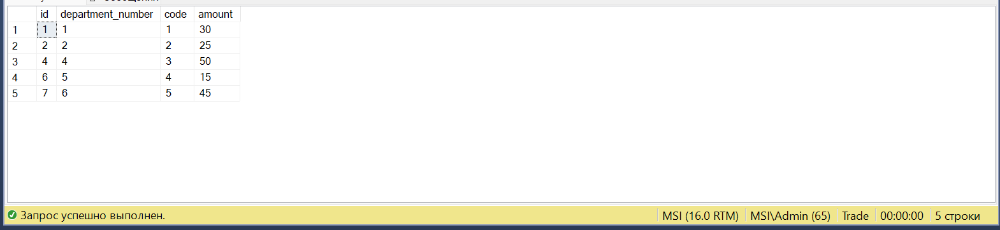 id department_number code amount
1 1 1 1 30
2 2 2 2 25
3 4 4 3 50
4 6 5 4 15
5 7 6 5 45
Запрос успешно выполнен. MSI (16.0 RTM) MSI\Admin (65) Trade 00:00:00 5 строки